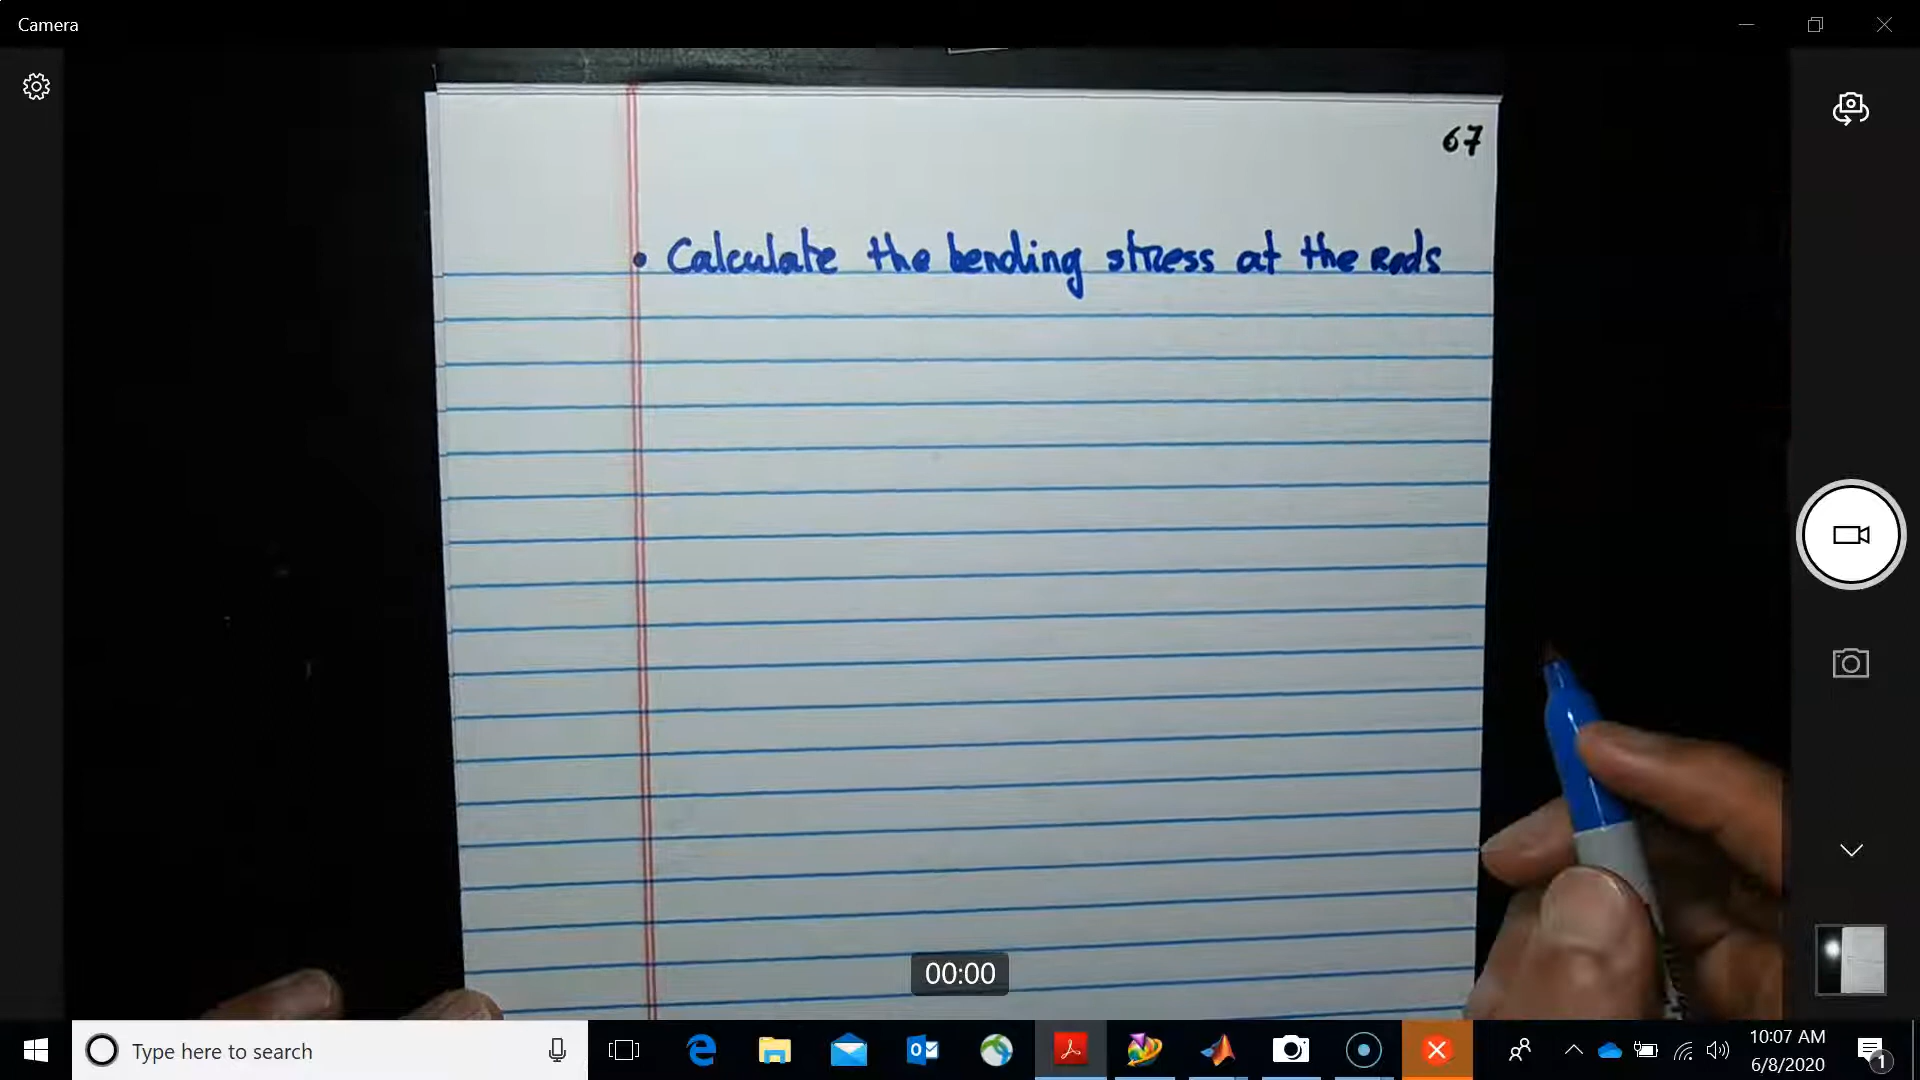 Camera
67
• Calculate the bending stress at the Rods
00:00
Type here to search
10:07 AM
6/8/2020
1